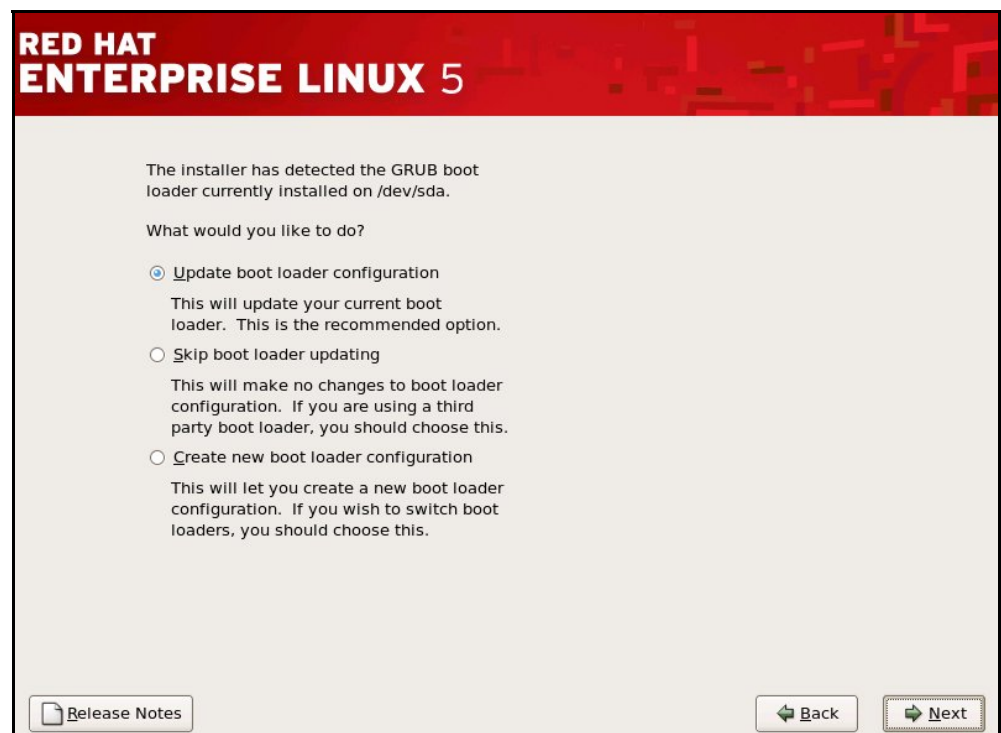 RED HAT
ENTERPRISE LINUX 5
The installer has detected the GRUB boot
loader currently installed on /dev/sda.
What would you like to do?
Update boot loader configuration
This will update your current boot
loader.  This is the recommended option.
Skip boot loader updating
This will make no changes to boot loader
configuration.  If you are using a third
party boot loader, you should choose this.
Create new boot loader configuration
This will let you create a new boot loader
configuration.  If you wish to switch boot
loaders, you should choose this.
Release Notes
Back
Next